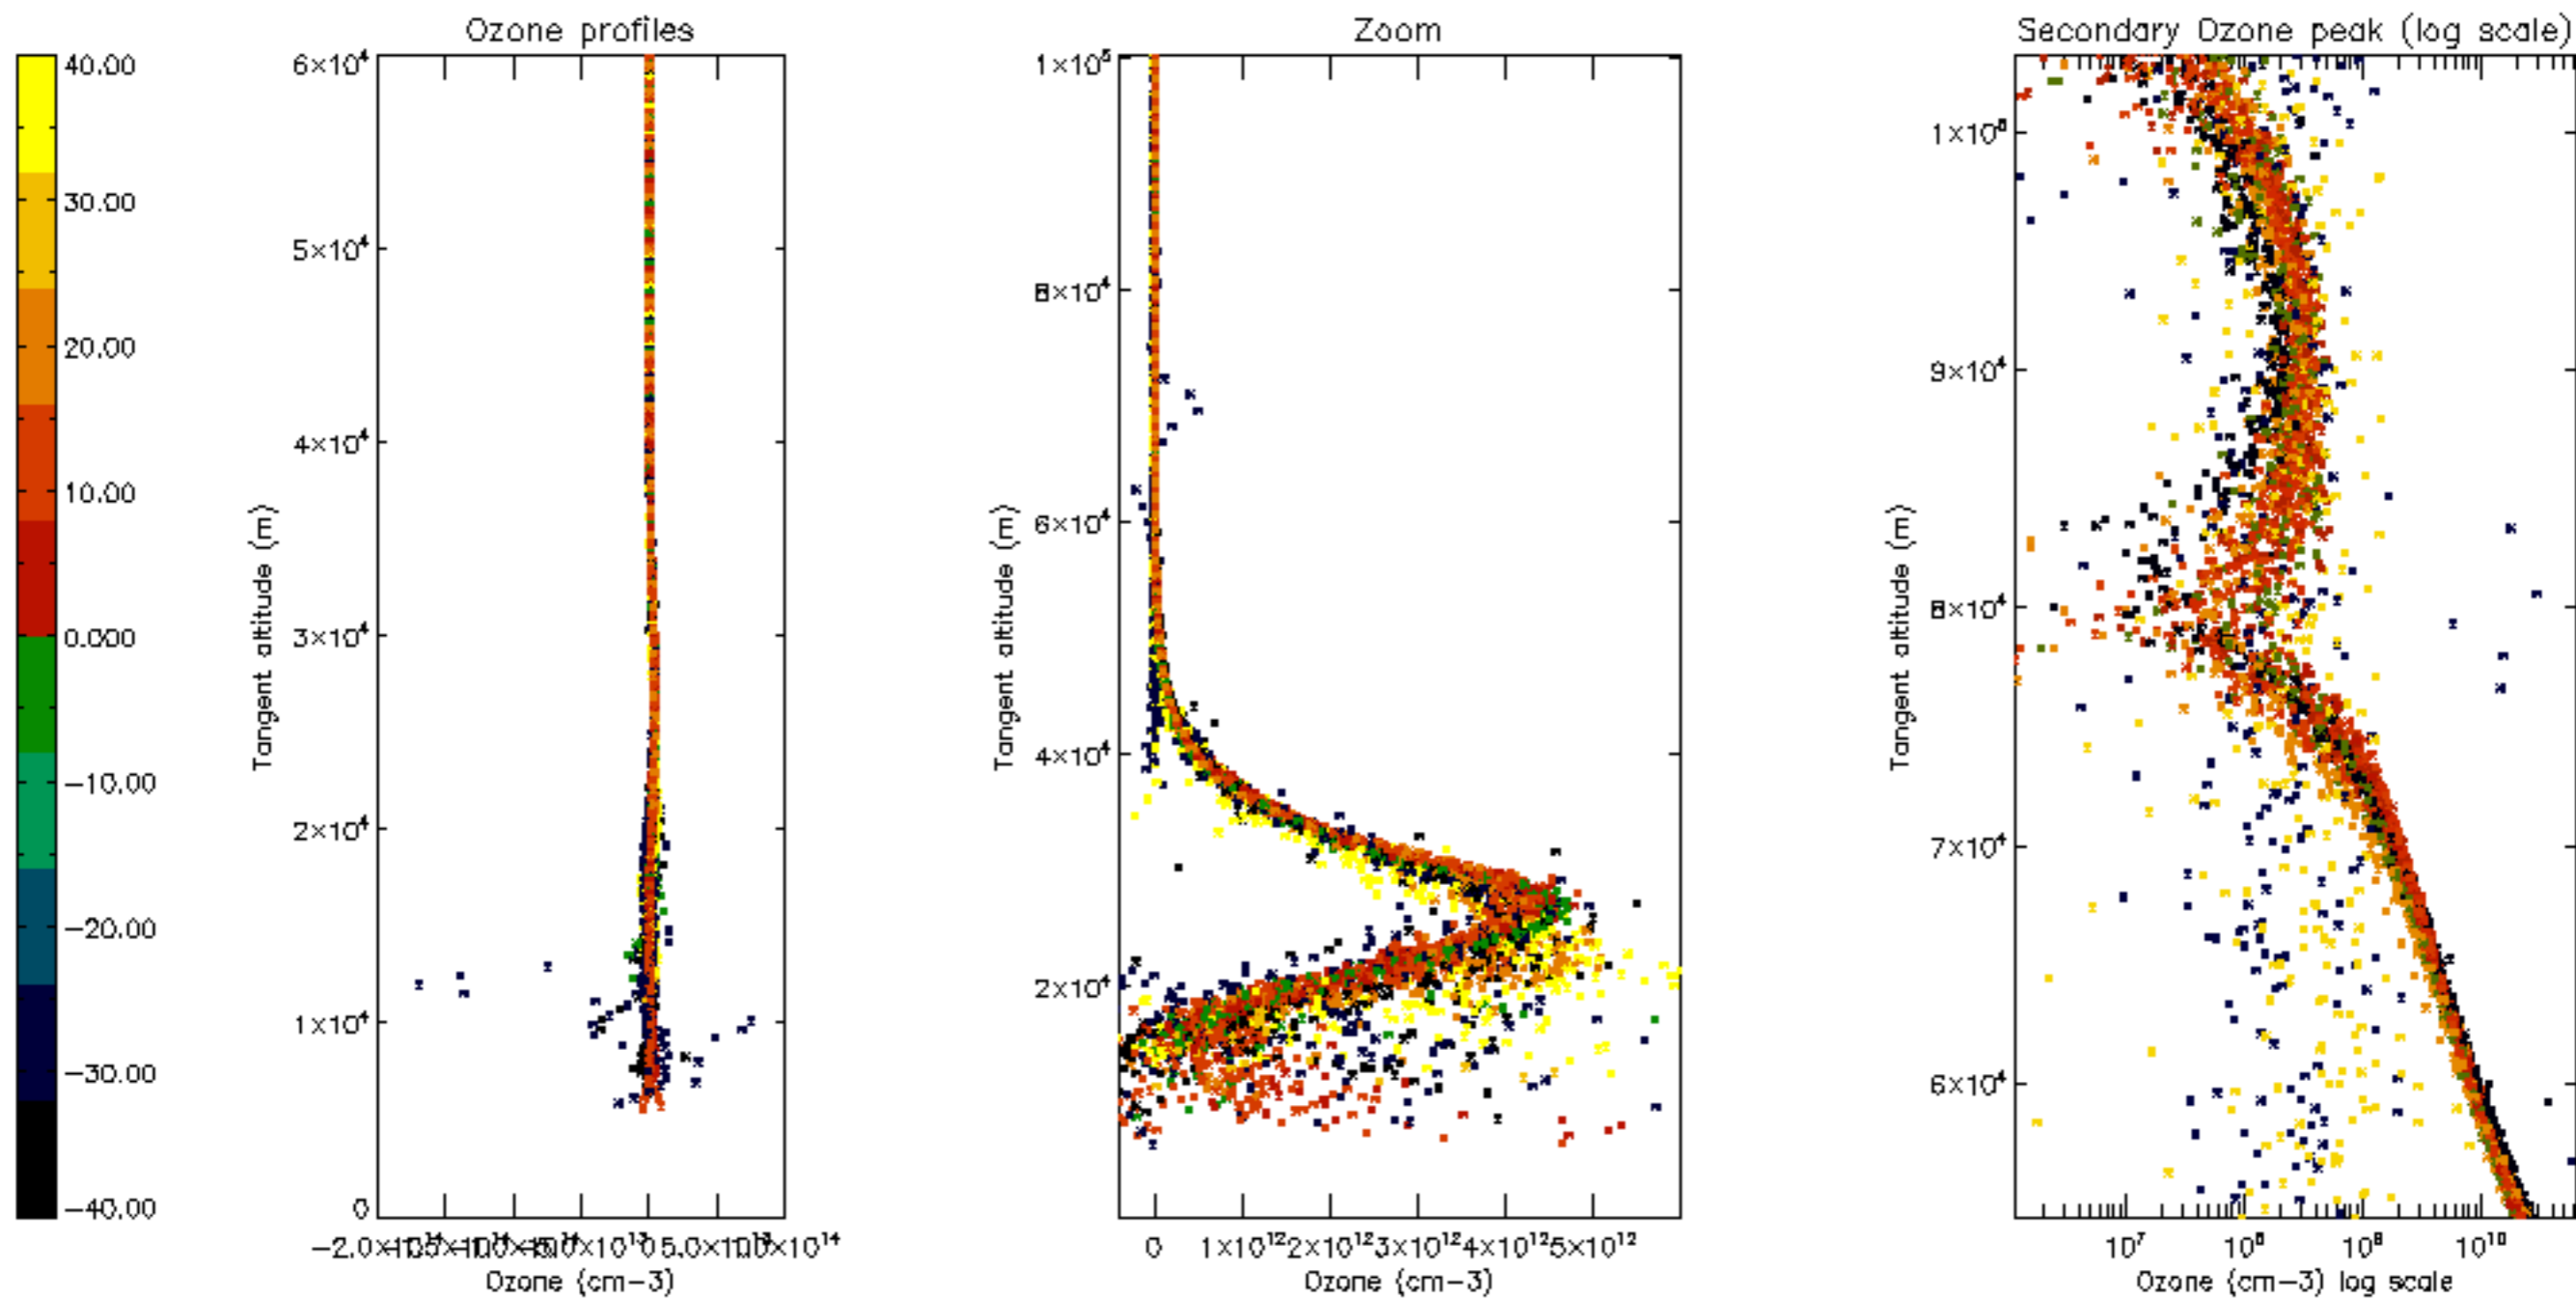 Ozone profiles
Zoom
Secondary Ozone peak (log scale)
40.00
30.00
20.00
10.00
-10.00
-20.00
-30.00
-40.00
6×10⁴
5×10⁴
4×10⁴
3×10⁴
2×10⁴
1×10⁴
0
Tangent altitude (m)
Ozone (cm-3)
1×10⁵
8×10⁴
6×10⁴
4×10⁴
2×10⁴
Tangent altitude (m)
0 1×10¹² 2×10¹² 3×10¹² 4×10¹² 5×10¹²
Ozone (cm-3)
9×10⁴
8×10⁴
7×10⁴
6×10⁴
Tangent altitude (m)
10⁷ 10⁸ 10⁹ 10¹⁰
Ozone (cm-3) log scale